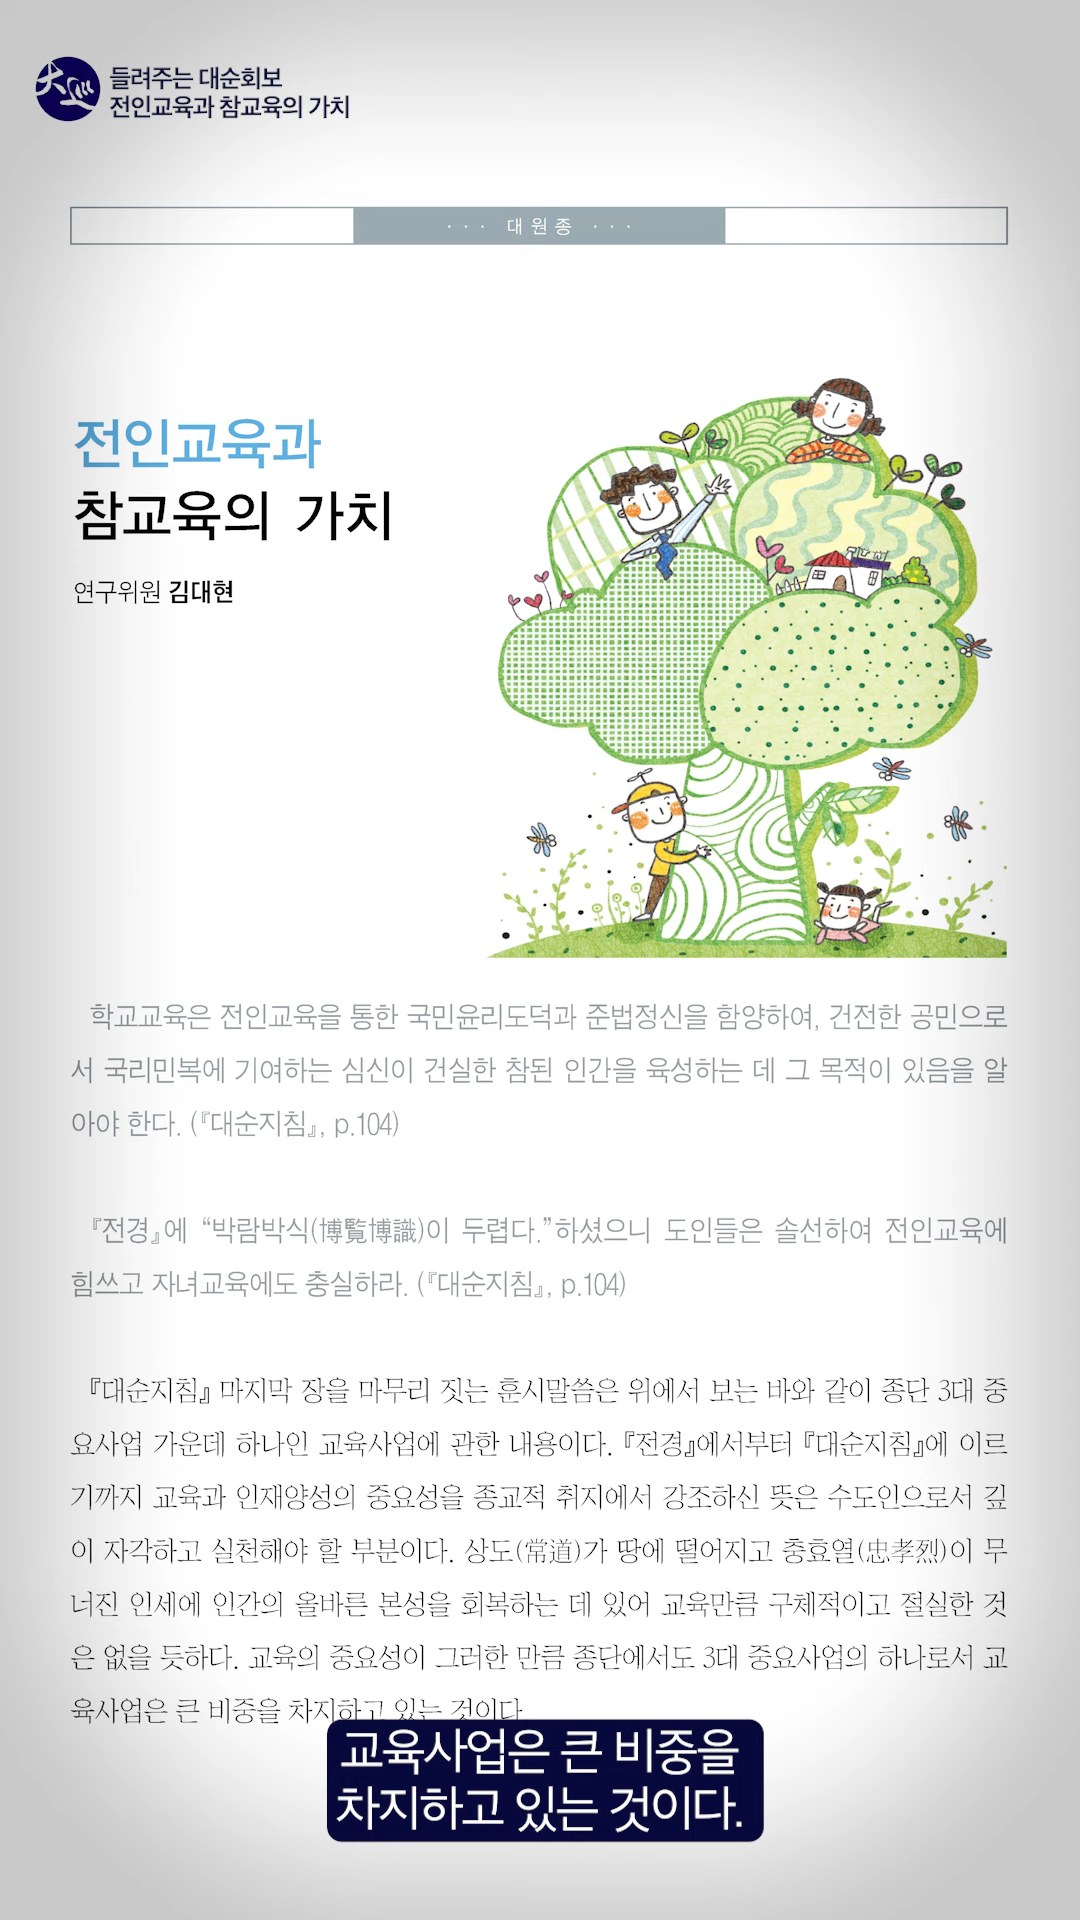 들려주는 대순회보
전인교육과 참교육의 가치
··· 대원종 ···
전인교육과
참교육의 가치
연구위원 김대현
학교교육은 전인교육을 통한 국민윤리도덕과 준법정신을 함양하여, 건전한 공민으로
서 국리민복에 기여하는 심신이 건실한 참된 인간을 육성하는 데 그 목적이 있음을 알
아야 한다. (『대순지침』, p.104)
『전경』에 “박람박식(博覽博識)이 두렵다.”하셨으니 도인들은 솔선하여 전인교육에
힘쓰고 자녀교육에도 충실하라. (『대순지침』, p.104)
『대순지침』 마지막 장을 마무리 짓는 훈시말씀은 위에서 보는 바와 같이 종단 3대 중
요사업 가운데 하나인 교육사업에 관한 내용이다. 『전경』에서부터 『대순지침』에 이르
기까지 교육과 인재양성의 중요성을 종교적 취지에서 강조하신 뜻은 수도인으로서 깊
이 자각하고 실천해야 할 부분이다. 상도(常道)가 땅에 떨어지고 충효열(忠孝烈)이 무
너진 인세에 인간의 올바른 본성을 회복하는 데 있어 교육만큼 구체적이고 절실한 것
은 없을 듯하다. 교육의 중요성이 그러한 만큼 종단에서도 3대 중요사업의 하나로서 교
육사업은 큰 비중을 차지하고 있는 것이다
교육사업은 큰 비중을
차지하고 있는 것이다.